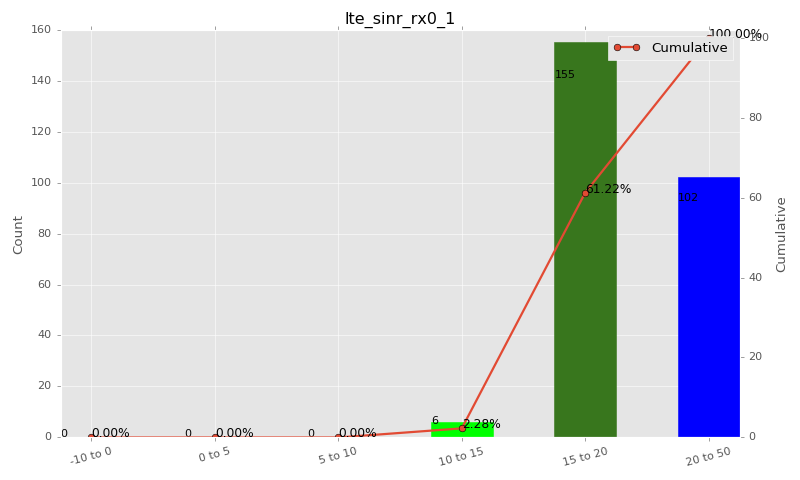 lte_sinr_rx0_1
160
140
120
100
80
60
40
20
0
Count
100
80
60
40
20
0
Cumulative
Cumulative
0
0
0
6
155
102
0.00%
0.00%
0.00%
2.28%
61.22%
100.00%
-10 to 0
0 to 5
5 to 10
10 to 15
15 to 20
20 to 50